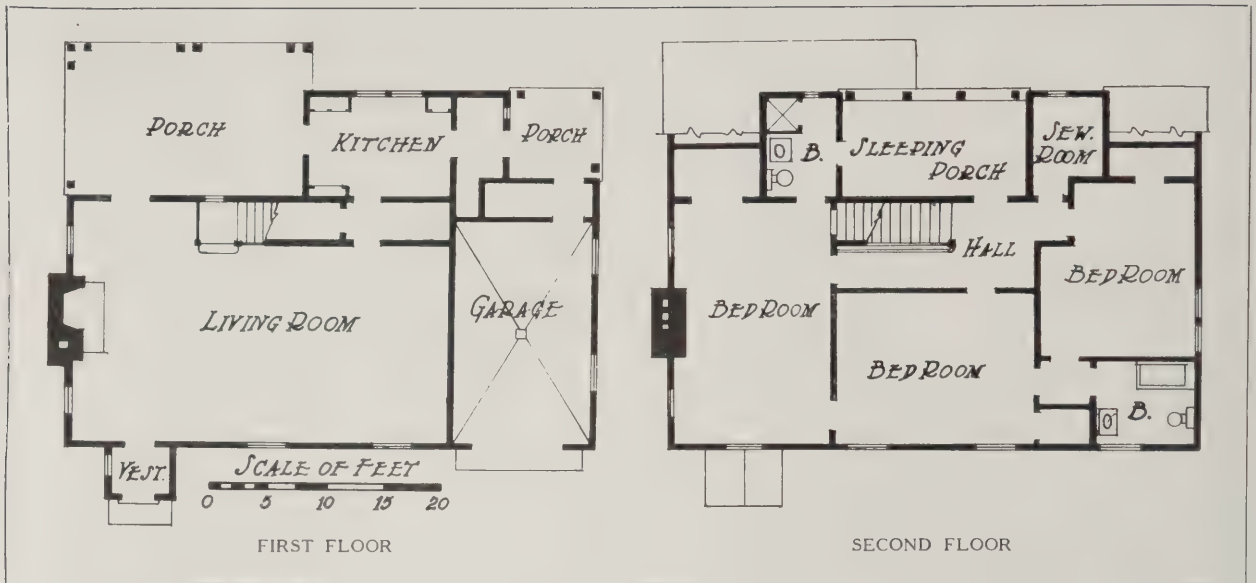 PORCH
KITCHEN
PORCH
LIVING ROOM
GARAGE
VEST.
SCALE OF FEET
0 5 10 15 20
FIRST FLOOR
B.
SLEEPING
PORCH
SEW.
ROOM
HALL
BED ROOM
BED ROOM
BED ROOM
B.
SECOND FLOOR